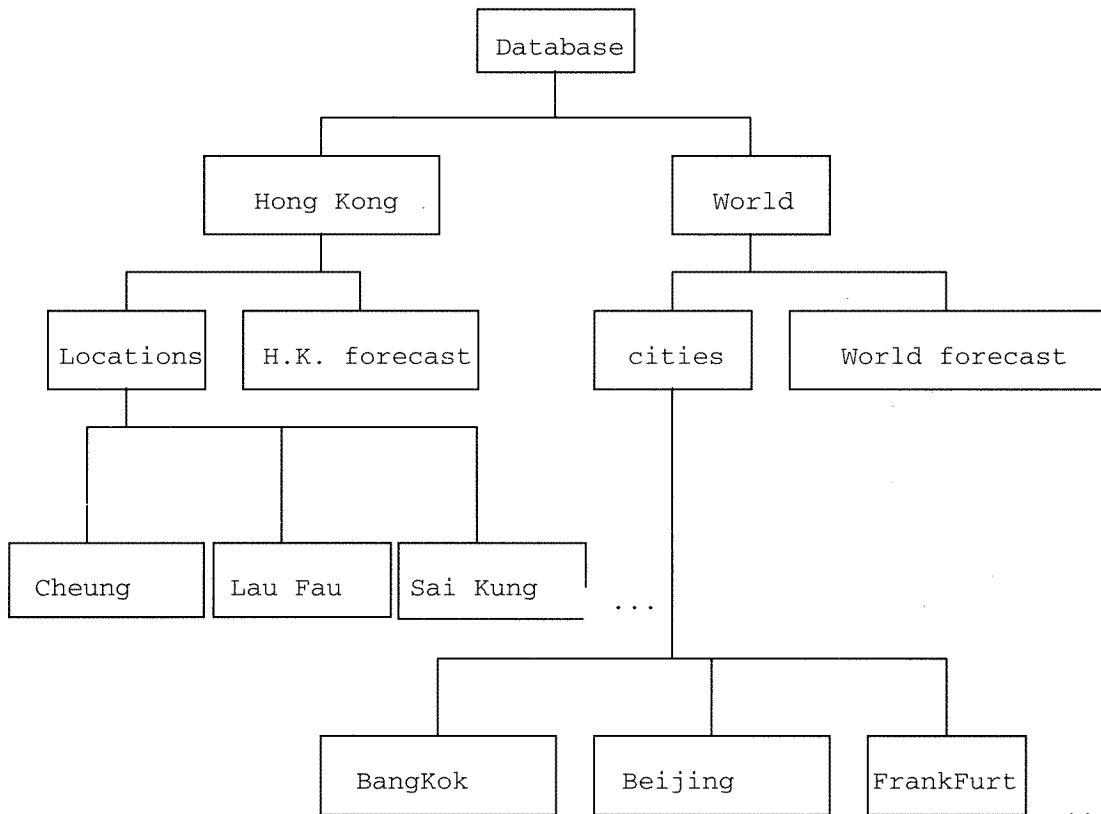 Database
Hong Kong
World
Locations
H.K. forecast
cities
World forecast
Cheung
Lau Fau
Sai Kung
...
BangKok
Beijing
FrankFurt
..